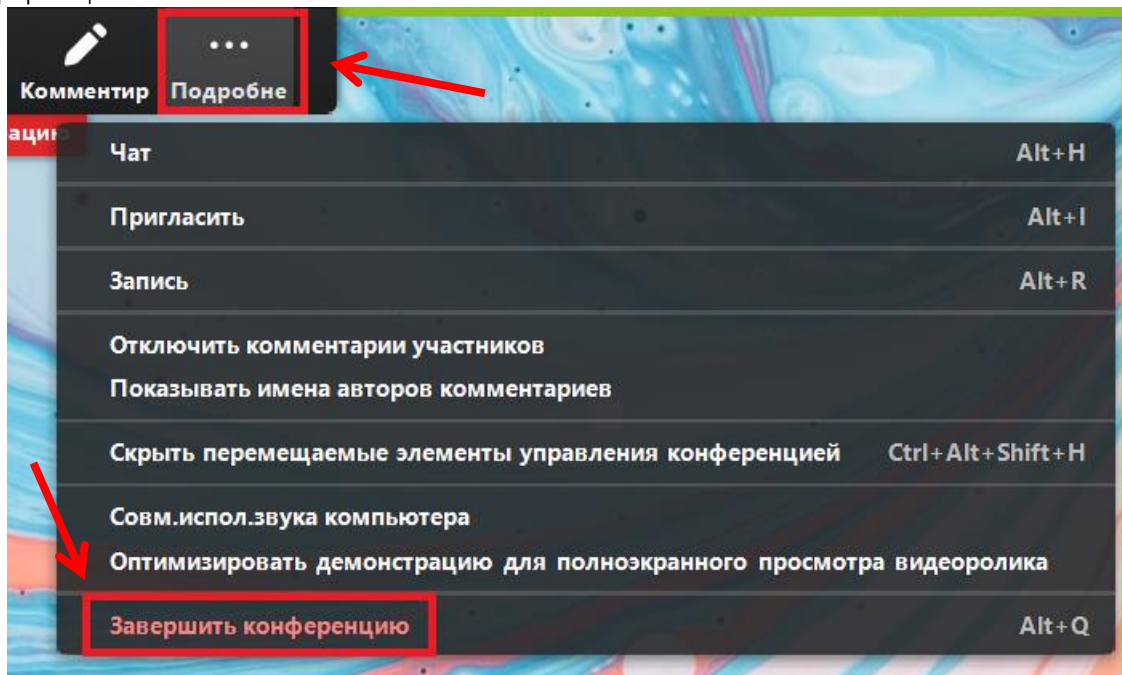 Комментир Подробне
ацию
Чат Alt+H
Пригласить Alt+I
Запись Alt+R
Отключить комментарии участников
Показывать имена авторов комментариев
Скрыть перемещаемые элементы управления конференцией Ctrl+Alt+Shift+H
Совм.испол.звука компьютера
Оптимизировать демонстрацию для полноэкранного просмотра видеоролика
Завершить конференцию Alt+Q